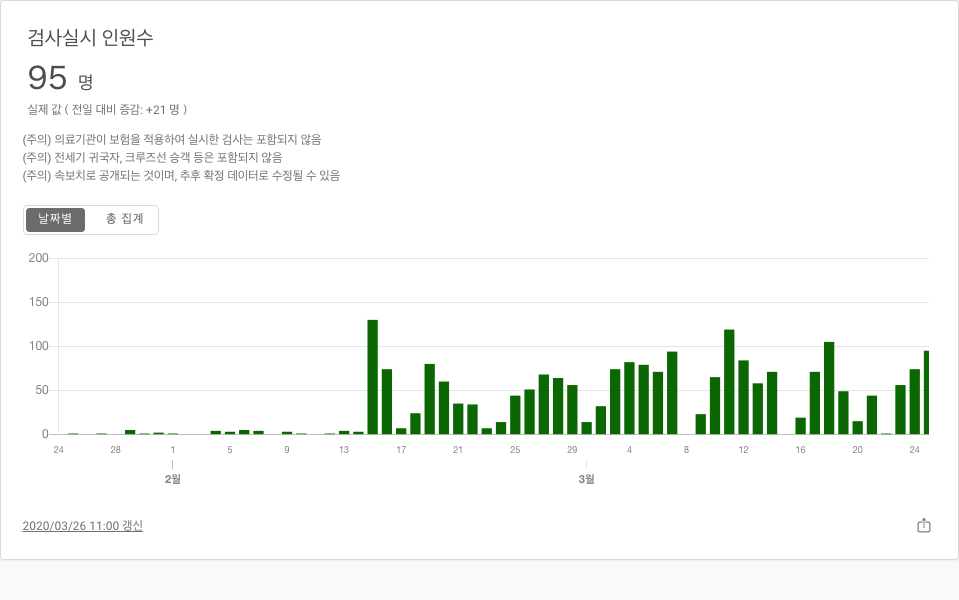 검사실시 인원수
95 명
실제 값 ( 전일 대비 증감: +21 명 )
(주의) 의료기관이 보험을 적용하여 실시한 검사는 포함되지 않음
(주의) 전세기 귀국자, 크루즈선 승객 등은 포함되지 않음
(주의) 속보치로 공개되는 것이며, 추후 확정 데이터로 수정될 수 있음
날짜별 총 집계
200
150
100
50
0
24 28 1 5 9 13 17 21 25 29 4 8 12 16 20 24
2월 3월
2020/03/26 11:00 갱신